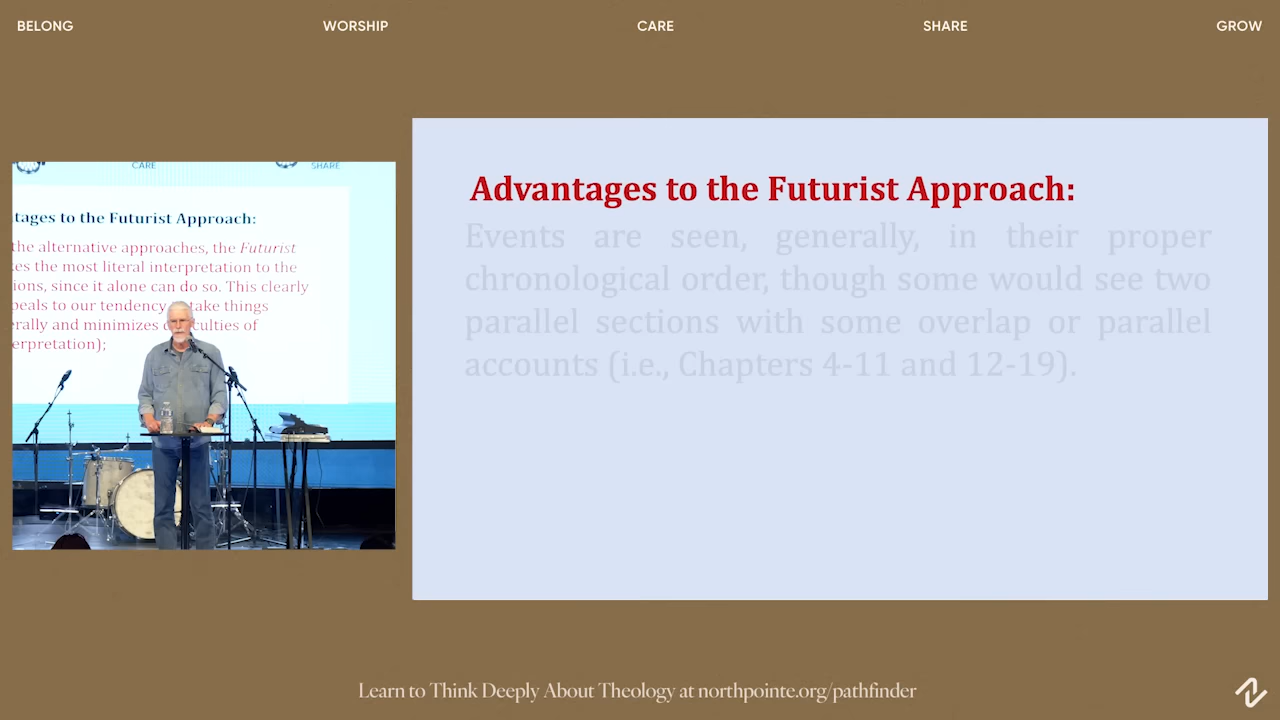 BELONG
WORSHIP
CARE
SHARE
GROW
CARE
SHARE
tages to the Futurist Approach:
the alternative approaches, the Futurist
es the most literal interpretation to the
ions, since it alone can do so. This clearly
peals to our tendency take things
erally and minimizes culties of
erpretation);
Advantages to the Futurist Approach:
Events are seen, generally, in their proper
chronological order, though some would see two
parallel sections with some overlap or parallel
accounts (i.e., Chapters 4-11 and 12-19).
Learn to Think Deeply About Theology at northpointe.org/pathfinder